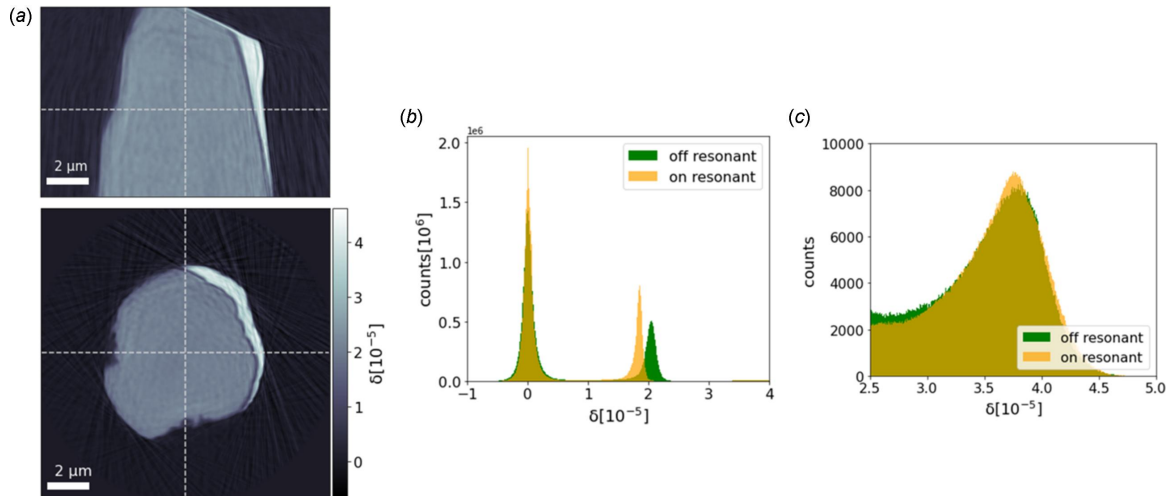 (a)
2 μm
2 μm
4
3
2
1
0
δ[10⁻⁵]
(b)
1e6
2.0
1.5
1.0
0.5
0.0
counts[10⁶]
off resonant
on resonant
−1 0 1 2 3 4
δ[10⁻⁵]
(c)
10000
8000
6000
4000
2000
0
counts
off resonant
on resonant
2.5 3.0 3.5 4.0 4.5 5.0
δ[10⁻⁵]